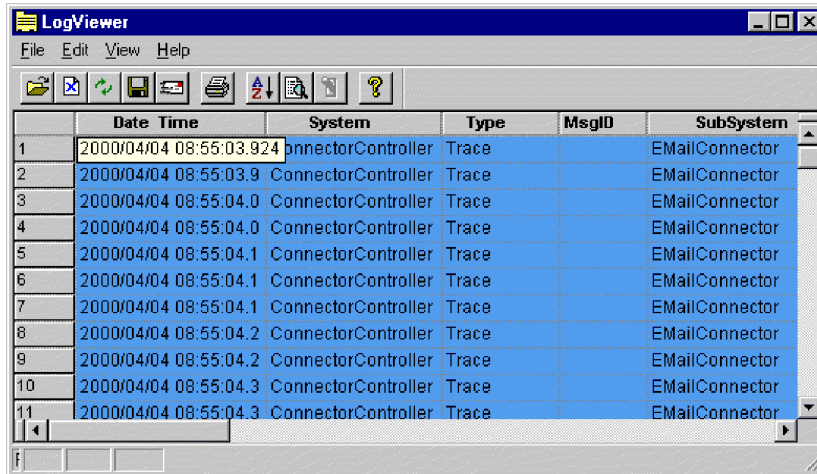 LogViewer
File Edit View Help
Date Time System Type MsgID SubSystem
1 2000/04/04 08:55:03.924 onnectorController Trace EMailConnector
2 2000/04/04 08:55:03.9 ConnectorController Trace EMailConnector
3 2000/04/04 08:55:04.0 ConnectorController Trace EMailConnector
4 2000/04/04 08:55:04.0 ConnectorController Trace EMailConnector
5 2000/04/04 08:55:04.1 ConnectorController Trace EMailConnector
6 2000/04/04 08:55:04.1 ConnectorController Trace EMailConnector
7 2000/04/04 08:55:04.1 ConnectorController Trace EMailConnector
8 2000/04/04 08:55:04.2 ConnectorController Trace EMailConnector
9 2000/04/04 08:55:04.2 ConnectorController Trace EMailConnector
10 2000/04/04 08:55:04.3 ConnectorController Trace EMailConnector
11 2000/04/04 08:55:04.3 ConnectorController Trace EMailConnector